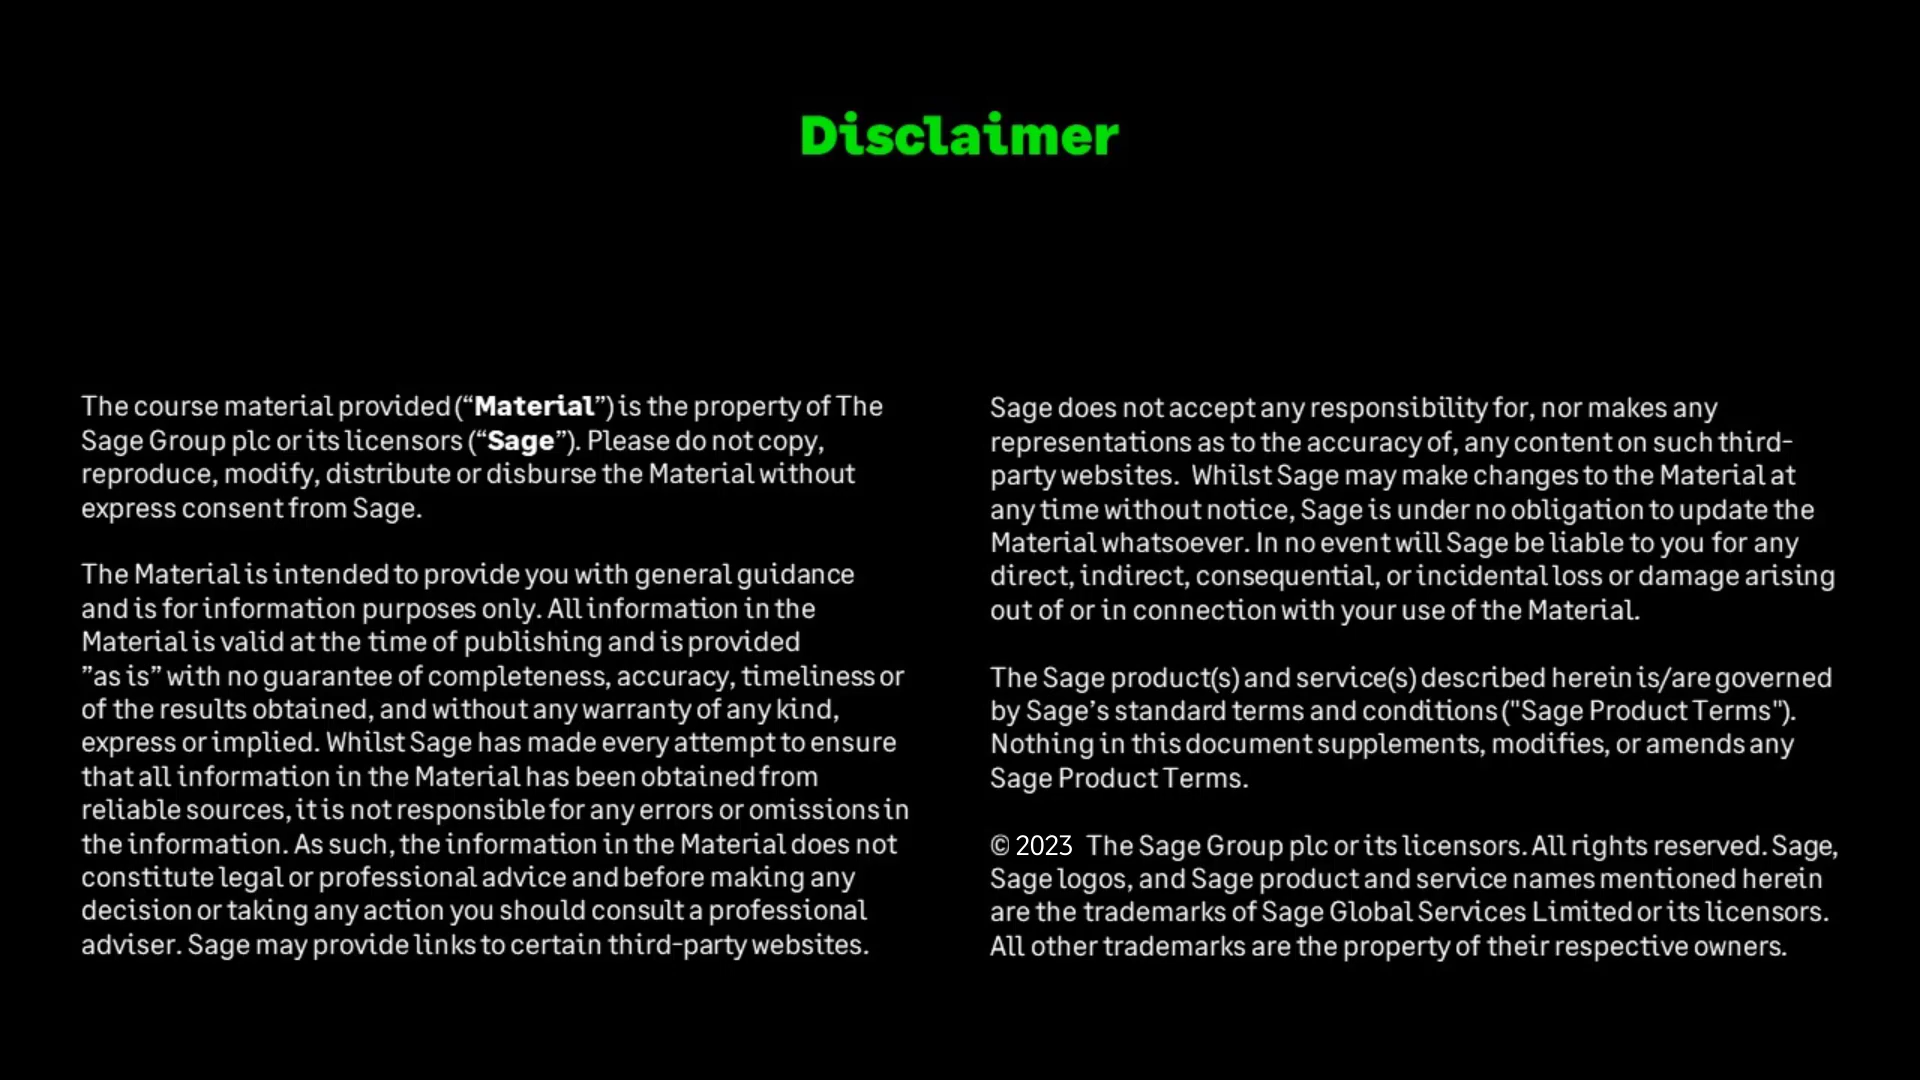 Disclaimer
The course material provided (“Material”) is the property of The
Sage Group plc or its licensors (“Sage”). Please do not copy,
reproduce, modify, distribute or disburse the Material without
express consent from Sage.
The Material is intended to provide you with general guidance
and is for information purposes only. All information in the
Material is valid at the time of publishing and is provided
”as is” with no guarantee of completeness, accuracy, timeliness or
of the results obtained, and without any warranty of any kind,
express or implied. Whilst Sage has made every attempt to ensure
that all information in the Material has been obtained from
reliable sources, it is not responsible for any errors or omissions in
the information. As such, the information in the Material does not
constitute legal or professional advice and before making any
decision or taking any action you should consult a professional
adviser. Sage may provide links to certain third-party websites.
Sage does not accept any responsibility for, nor makes any
representations as to the accuracy of, any content on such third-
party websites.  Whilst Sage may make changes to the Material at
any time without notice, Sage is under no obligation to update the
Material whatsoever. In no event will Sage be liable to you for any
direct, indirect, consequential, or incidental loss or damage arising
out of or in connection with your use of the Material.
The Sage product(s) and service(s) described herein is/are governed
by Sage’s standard terms and conditions ("Sage Product Terms").
Nothing in this document supplements, modifies, or amends any
Sage Product Terms.
© 2023  The Sage Group plc or its licensors. All rights reserved. Sage,
Sage logos, and Sage product and service names mentioned herein
are the trademarks of Sage Global Services Limited or its licensors.
All other trademarks are the property of their respective owners.